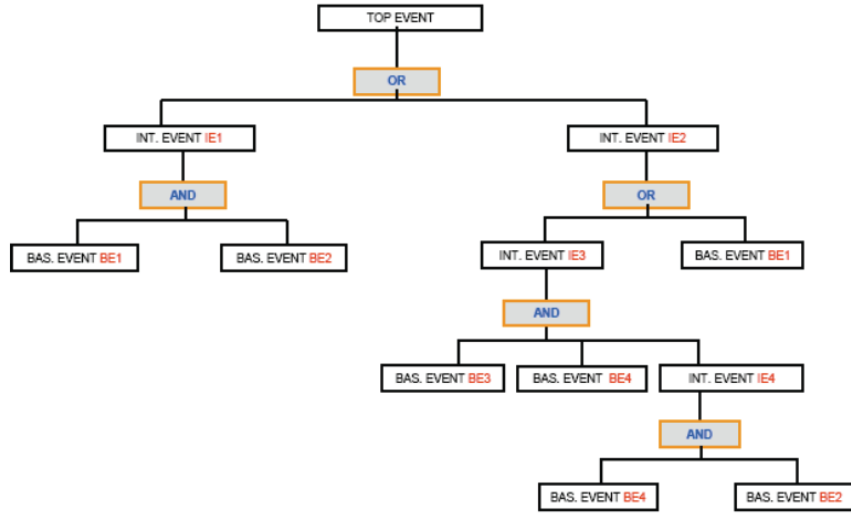 TOP EVENT
OR
INT. EVENT IE1
INT. EVENT IE2
AND
OR
BAS. EVENT BE1
BAS. EVENT BE2
INT. EVENT IE3
BAS. EVENT BE1
AND
BAS. EVENT BE3
BAS. EVENT BE4
INT. EVENT IE4
AND
BAS. EVENT BE4
BAS. EVENT BE2